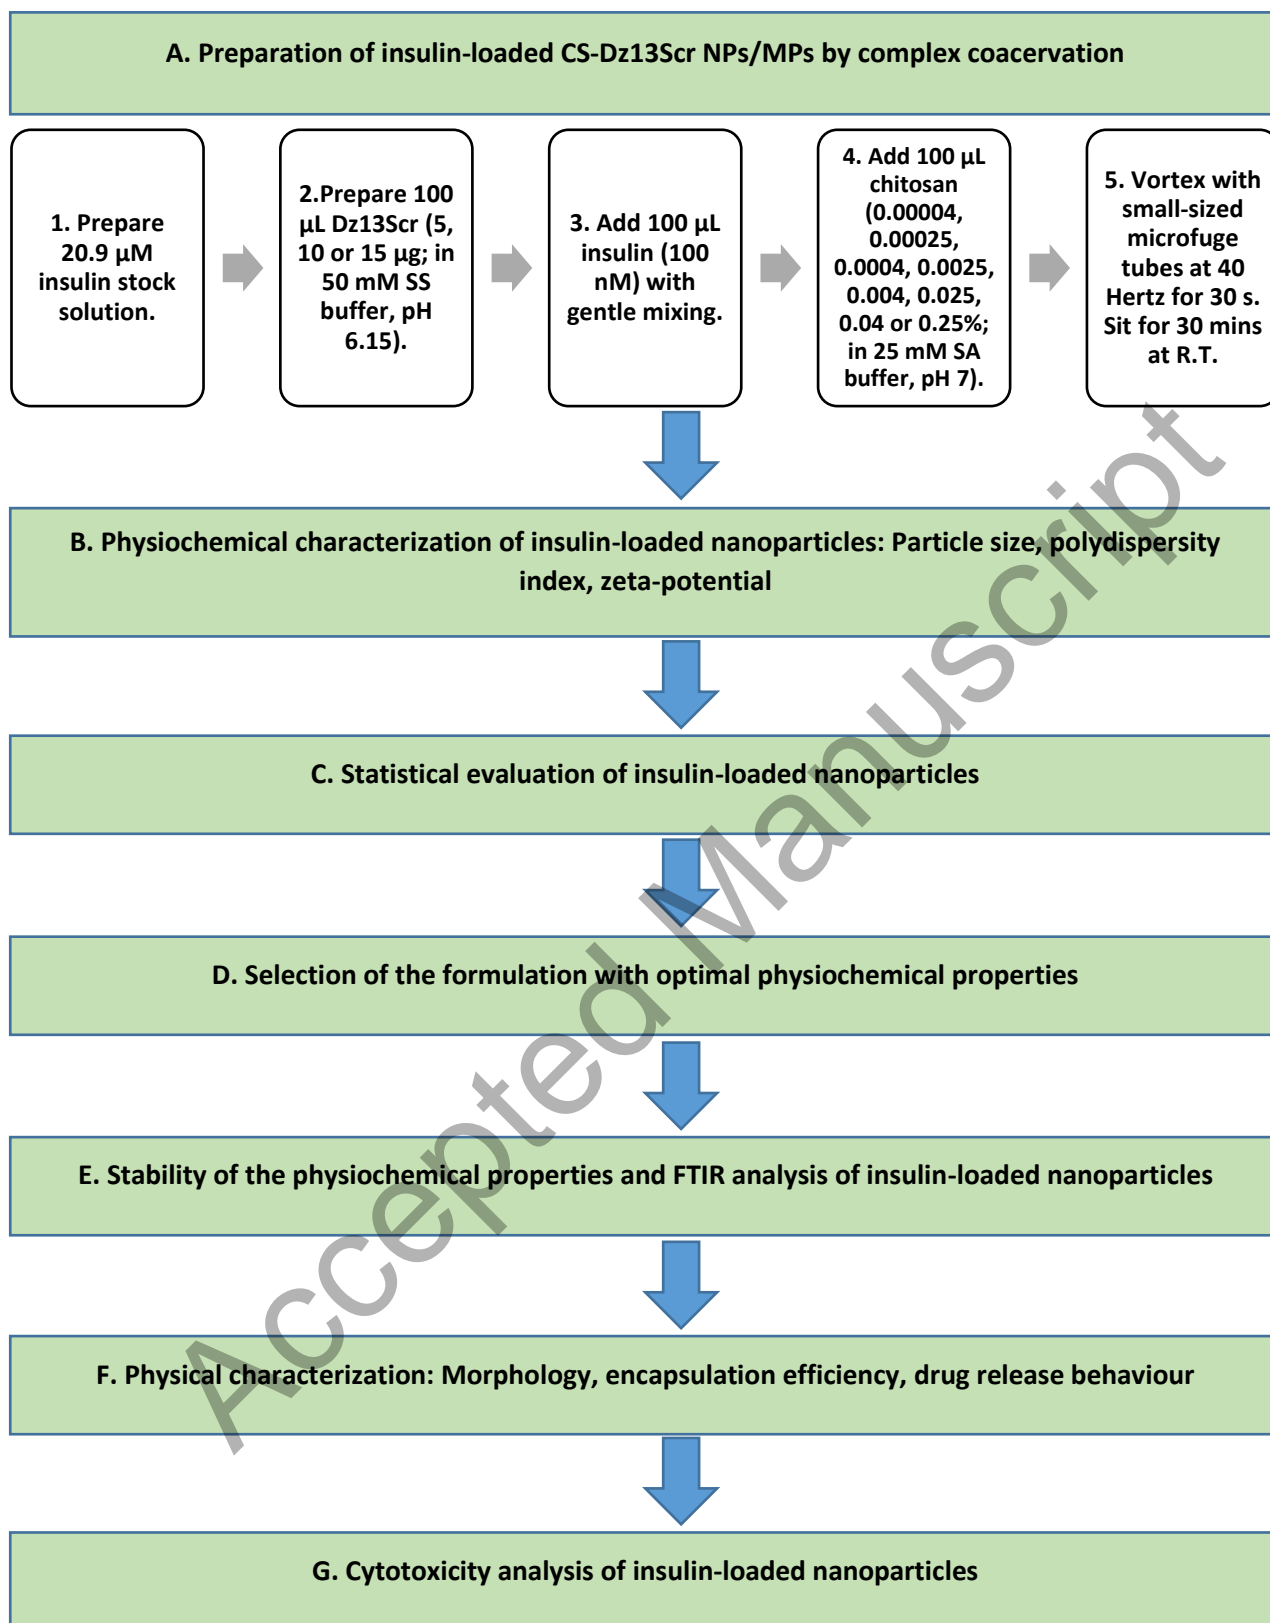 A. Preparation of insulin-loaded CS-Dz13Scr NPs/MPs by complex coacervation
1. Prepare
20.9 µM
insulin stock
solution.
2.Prepare 100
µL Dz13Scr (5,
10 or 15 µg; in
50 mM SS
buffer, pH
6.15).
3. Add 100 µL
insulin (100
nM) with
gentle mixing.
4. Add 100 µL
chitosan
(0.00004,
0.00025,
0.0004, 0.0025,
0.004, 0.025,
0.04 or 0.25%;
in 25 mM SA
buffer, pH 7).
5. Vortex with
small-sized
microfuge
tubes at 40
Hertz for 30 s.
Sit for 30 mins
at R.T.
B. Physiochemical characterization of insulin-loaded nanoparticles: Particle size, polydispersity
index, zeta-potential
C. Statistical evaluation of insulin-loaded nanoparticles
D. Selection of the formulation with optimal physiochemical properties
E. Stability of the physiochemical properties and FTIR analysis of insulin-loaded nanoparticles
F. Physical characterization: Morphology, encapsulation efficiency, drug release behaviour
G. Cytotoxicity analysis of insulin-loaded nanoparticles
Accepted Manuscript